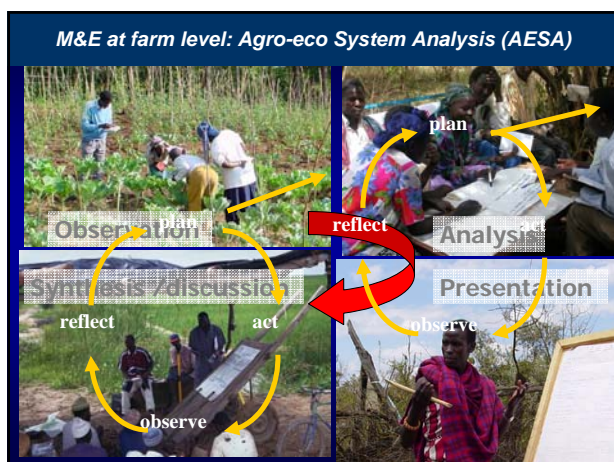 M&E at farm level: Agro-eco System Analysis (AESA)
plan
Observation
plan
reflect
Analysis
act
Synthesis /discussion
Presentation
reflect
act
observe
observe